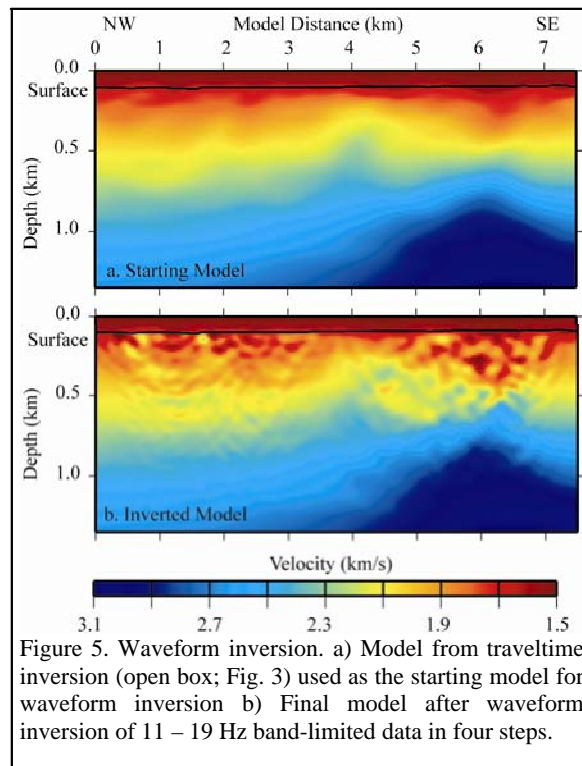 NW Model Distance (km) SE
0 1 2 3 4 5 6 7
0.0
Surface
0.5
Depth (km)
1.0
a. Starting Model
Surface
0.5
Depth (km)
1.0
b. Inverted Model
Velocity (km/s)
3.1 2.7 2.3 1.9 1.5
Figure 5. Waveform inversion. a) Model from traveltime
inversion (open box; Fig. 3) used as the starting model for
waveform inversion b) Final model after waveform
inversion of 11 – 19 Hz band-limited data in four steps.